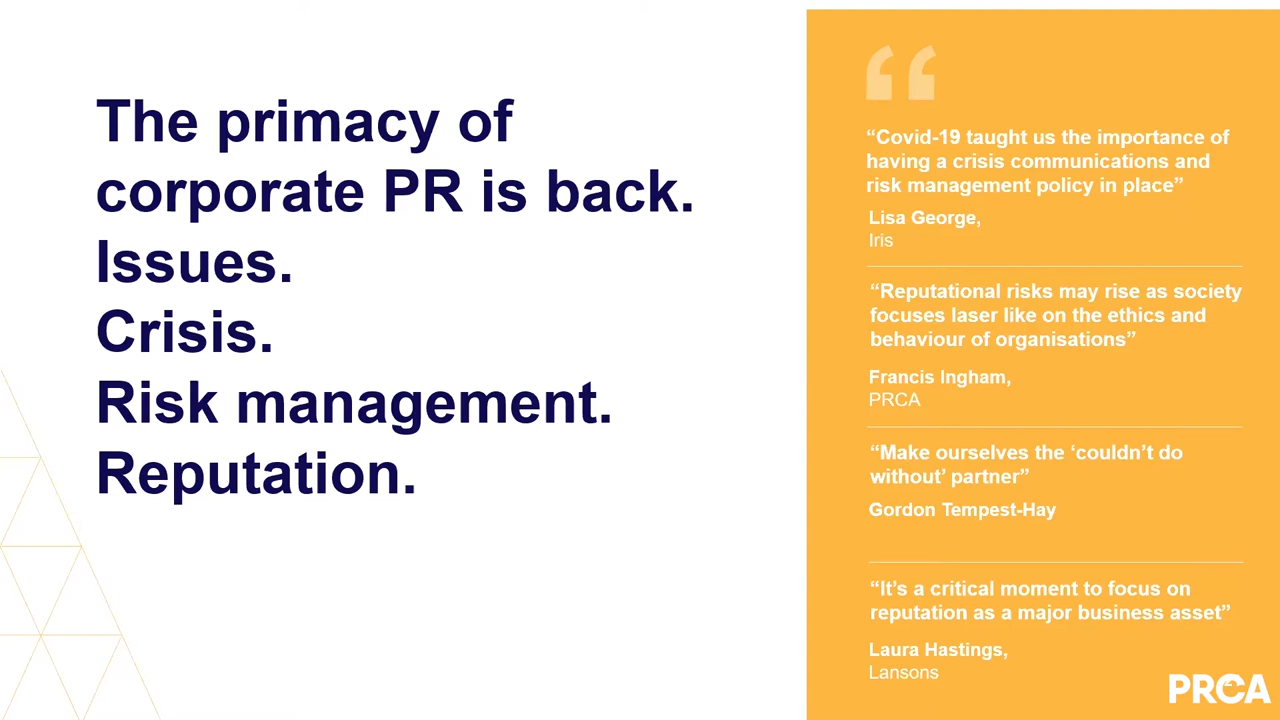 The primacy of
corporate PR is back.
Issues.
Crisis.
Risk management.
Reputation.
“Covid-19 taught us the importance of
having a crisis communications and
risk management policy in place”
Lisa George,
Iris
“Reputational risks may rise as society
focuses laser like on the ethics and
behaviour of organisations”
Francis Ingham,
PRCA
“Make ourselves the ‘couldn’t do
without’ partner”
Gordon Tempest-Hay
“It’s a critical moment to focus on
reputation as a major business asset”
Laura Hastings,
Lansons
PRCA